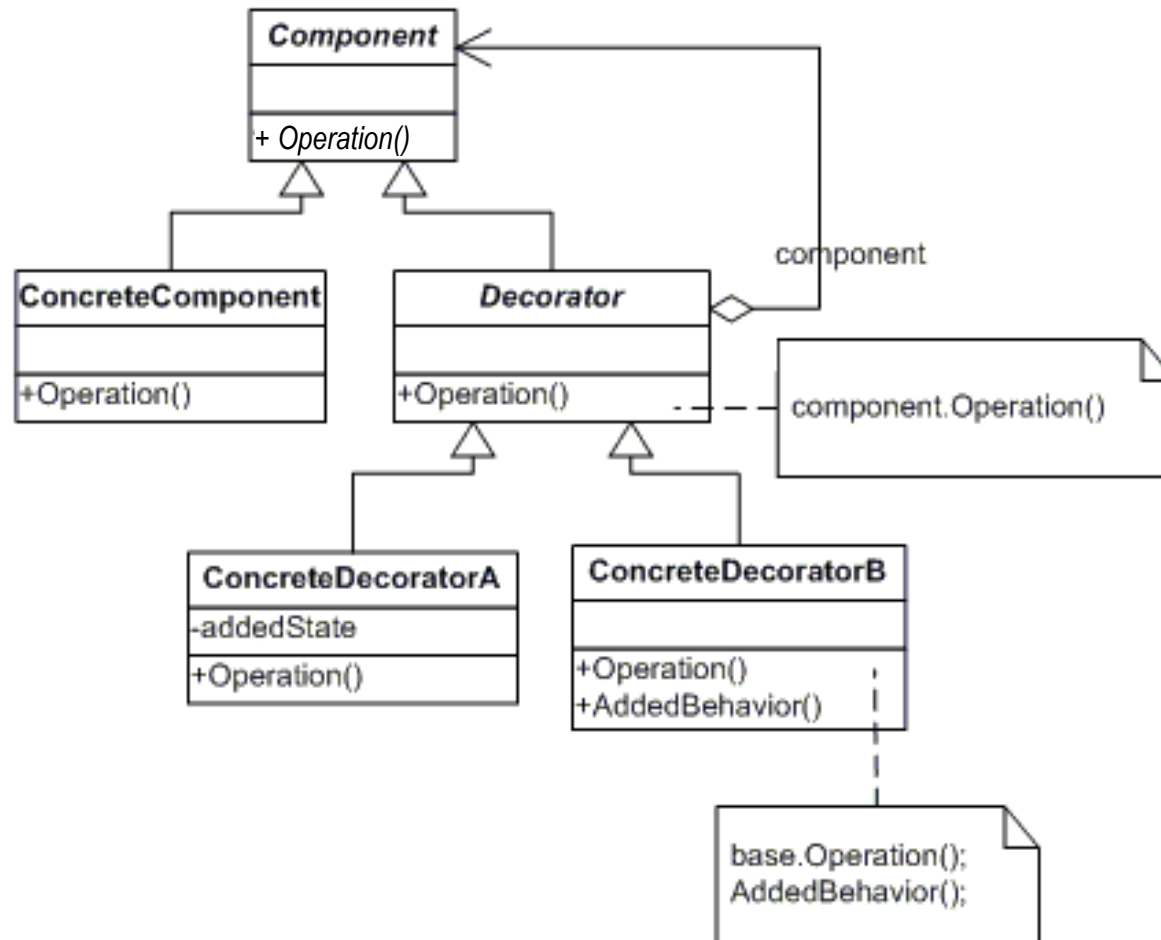 Component
+ Operation()
component
ConcreteComponent
+Operation()
Decorator
+Operation()
component.Operation()
ConcreteDecoratorA
-addedState
+Operation()
ConcreteDecoratorB
+Operation()
+AddedBehavior()
base.Operation();
AddedBehavior();